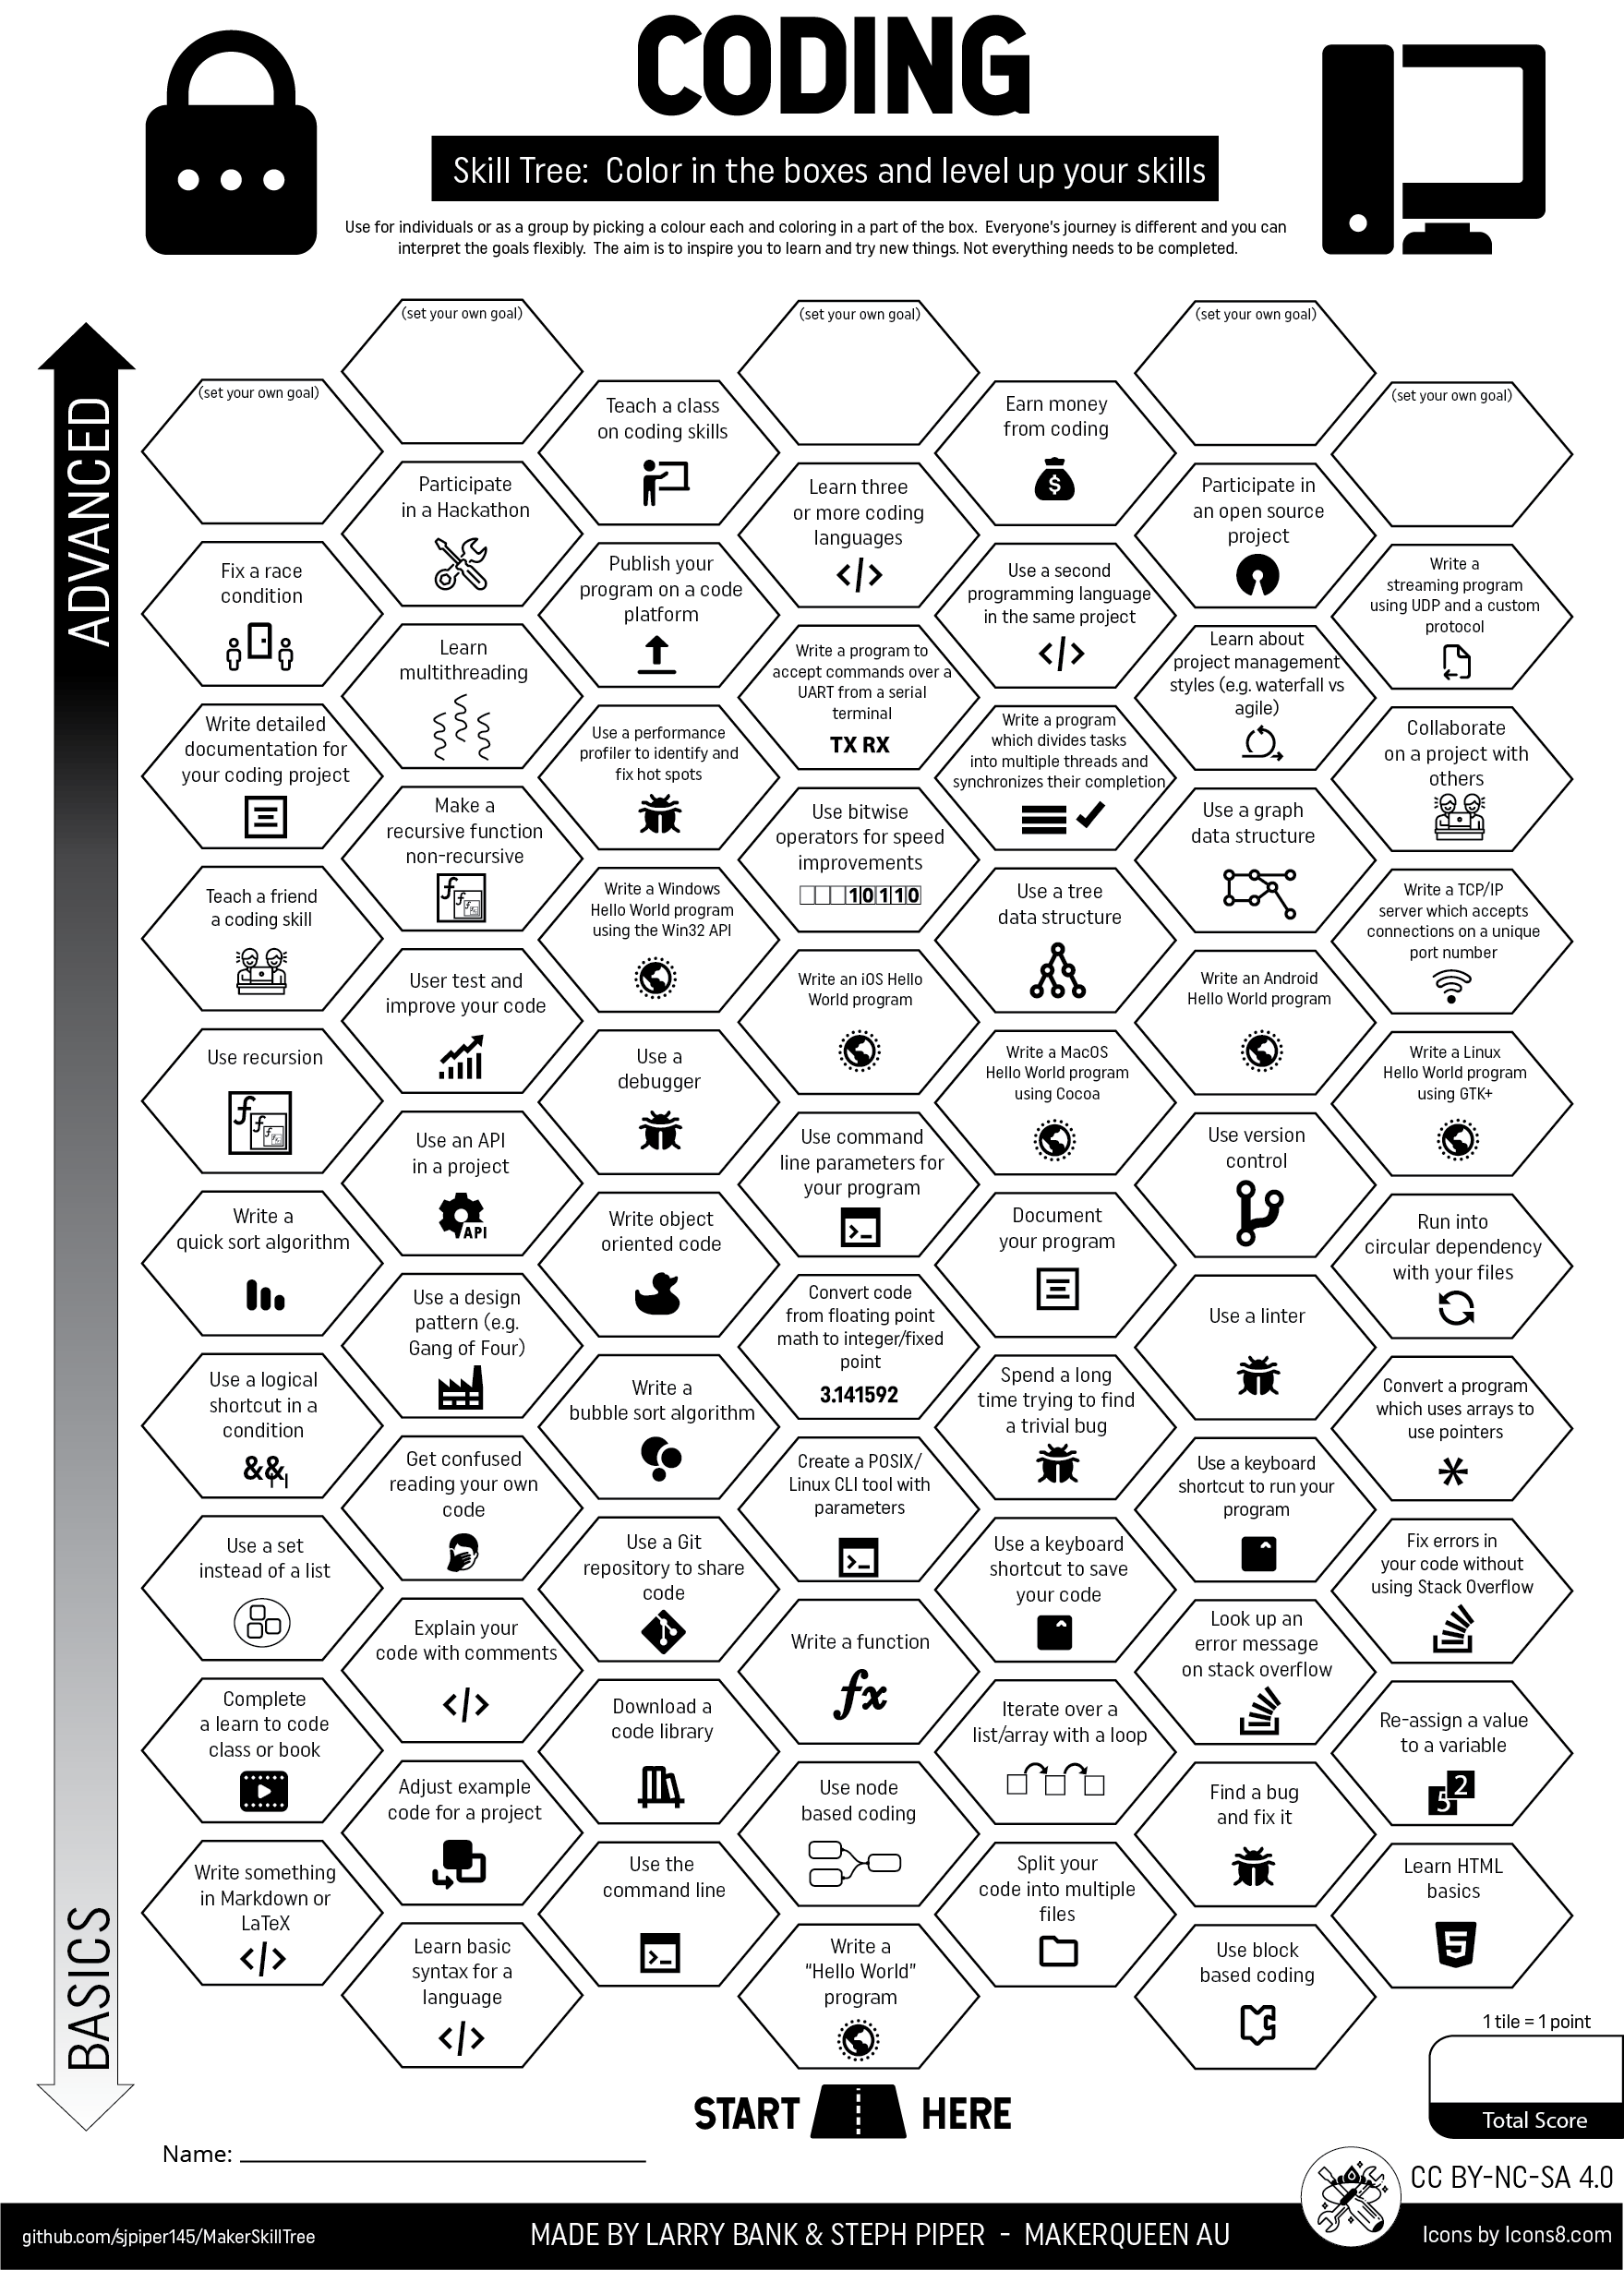 CODING
Skill Tree: Color in the boxes and level up your skills
Use for individuals or as a group by picking a colour each and coloring in a part of the box. Everyone's journey is different and you can
interpret the goals flexibly. The aim is to inspire you to learn and try new things. Not everything needs to be completed.
ADVANCED
BASICS
(set your own goal)
(set your own goal)
(set your own goal)
(set your own goal)
(set your own goal)
Teach a class
on coding skills
Earn money
from coding
$
Participate
in a Hackathon
Learn three
or more coding
languages
</>
Participate in
an open source
project
Fix a race
condition
Publish your
program on a code
platform
Use a second
programming language
in the same project
</>
Write a
streaming program
using UDP and a custom
protocol
Learn
multithreading
Write a program to
accept commands over a
UART from a serial
terminal
TX RX
Learn about
project management
styles (e.g. waterfall vs
agile)
Write detailed
documentation for
your coding project
Use a performance
profiler to identify and
fix hot spots
Write a program
which divides tasks
into multiple threads and
synchronizes their completion
Collaborate
on a project with
others
Make a
recursive function
non-recursive
f f f
Use bitwise
operators for speed
improvements
10110
Use a graph
data structure
Teach a friend
a coding skill
Write a Windows
Hello World program
using the Win32 API
Use a tree
data structure
Write a TCP/IP
server which accepts
connections on a unique
port number
User test and
improve your code
Write an iOS Hello
World program
Write an Android
Hello World program
Use recursion
f f f
Use a
debugger
Write a MacOS
Hello World program
using Cocoa
Write a Linux
Hello World program
using GTK+
Use an API
in a project
API
Use command
line parameters for
your program
>_
Use version
control
Write a
quick sort algorithm
Write object
oriented code
Document
your program
Run into
circular dependency
with your files
Use a design
pattern (e.g.
Gang of Four)
Convert code
from floating point
math to integer/fixed
point
3.141592
Use a linter
Use a logical
shortcut in a
condition
&&||
Write a
bubble sort algorithm
Spend a long
time trying to find
a trivial bug
Convert a program
which uses arrays to
use pointers
*
Get confused
reading your own
code
Create a POSIX/
Linux CLI tool with
parameters
>_
Use a keyboard
shortcut to run your
program
Use a set
instead of a list
Use a Git
repository to share
code
Use a keyboard
shortcut to save
your code
Fix errors in
your code without
using Stack Overflow
Explain your
code with comments
</>
Write a function
fx
Look up an
error message
on stack overflow
Complete
a learn to code
class or book
Download a
code library
Iterate over a
list/array with a loop
Re-assign a value
to a variable
5 2
Adjust example
code for a project
Use node
based coding
Find a bug
and fix it
Write something
in Markdown or
LaTeX
</>
Use the
command line
>_
Split your
code into multiple
files
Learn HTML
basics
5
Learn basic
syntax for a
language
</>
Write a
“Hello World”
program
Use block
based coding
START HERE
1 tile = 1 point
Total Score
Name:
CC BY-NC-SA 4.0
github.com/sjpiper145/MakerSkillTree
MADE BY LARRY BANK & STEPH PIPER - MAKERQUEEN AU
Icons by Icons8.com